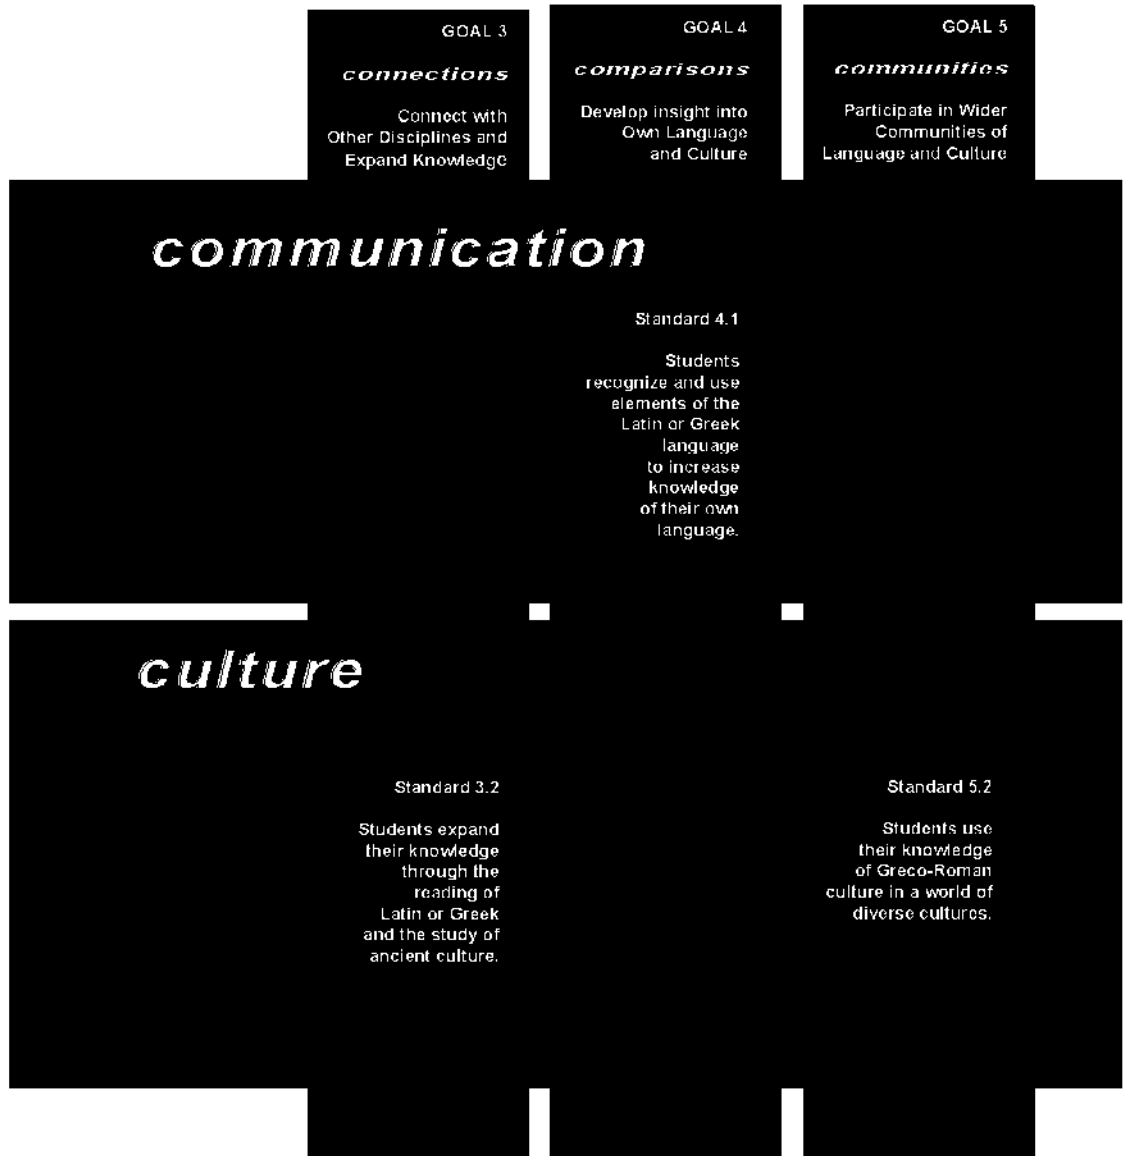 GOAL 3
connections
Connect with
Other Disciplines and
Expand Knowledge
GOAL 4
comparisons
Develop insight into
Own Language
and Culture
GOAL 5
communities
Participate in Wider
Communities of
Language and Culture
communication
Standard 4.1
Students
recognize and use
elements of the
Latin or Greek
language
to increase
knowledge
of their own
language.
culture
Standard 3.2
Students expand
their knowledge
through the
reading of
Latin or Greek
and the study of
ancient culture.
Standard 5.2
Students use
their knowledge
of Greco-Roman
culture in a world of
diverse cultures.